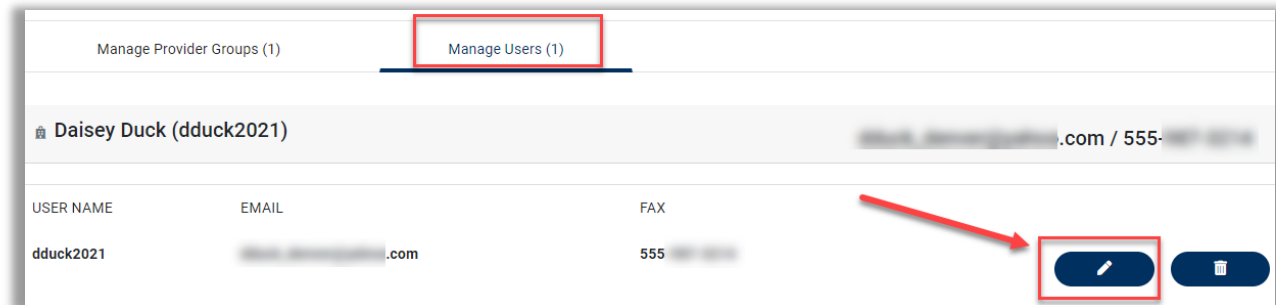 Manage Provider Groups (1)
Manage Users (1)
Daisey Duck (dduck2021)
.com / 555-
USER NAME EMAIL FAX
dduck2021 .com 555